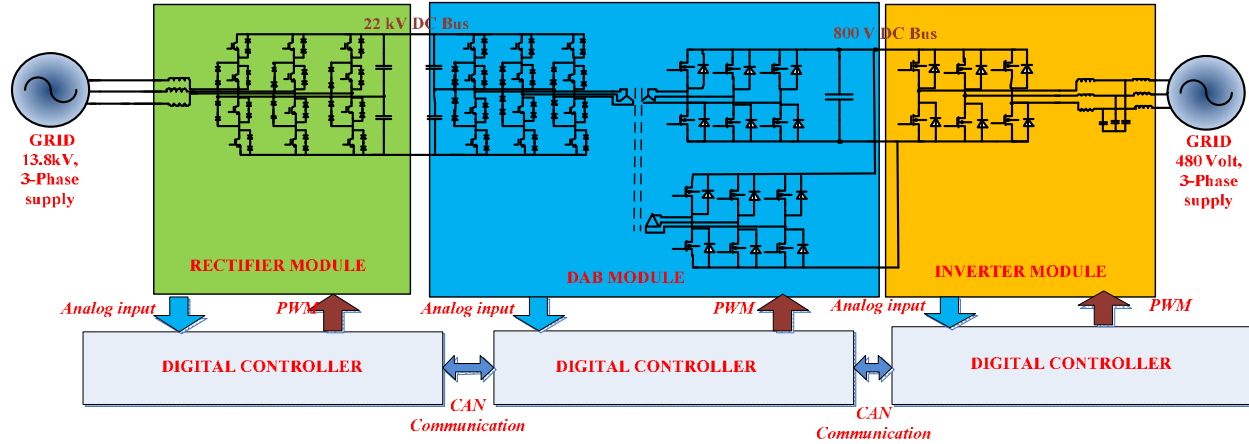 22 kV DC Bus
800 V DC Bus
GRID
13.8kV,
3-Phase
supply
GRID
480 Volt,
3-Phase
supply
RECTIFIER MODULE
DAB MODULE
INVERTER MODULE
Analog input
PWM
Analog input
PWM
Analog input
PWM
DIGITAL CONTROLLER
DIGITAL CONTROLLER
DIGITAL CONTROLLER
CAN
Communication
CAN
Communication